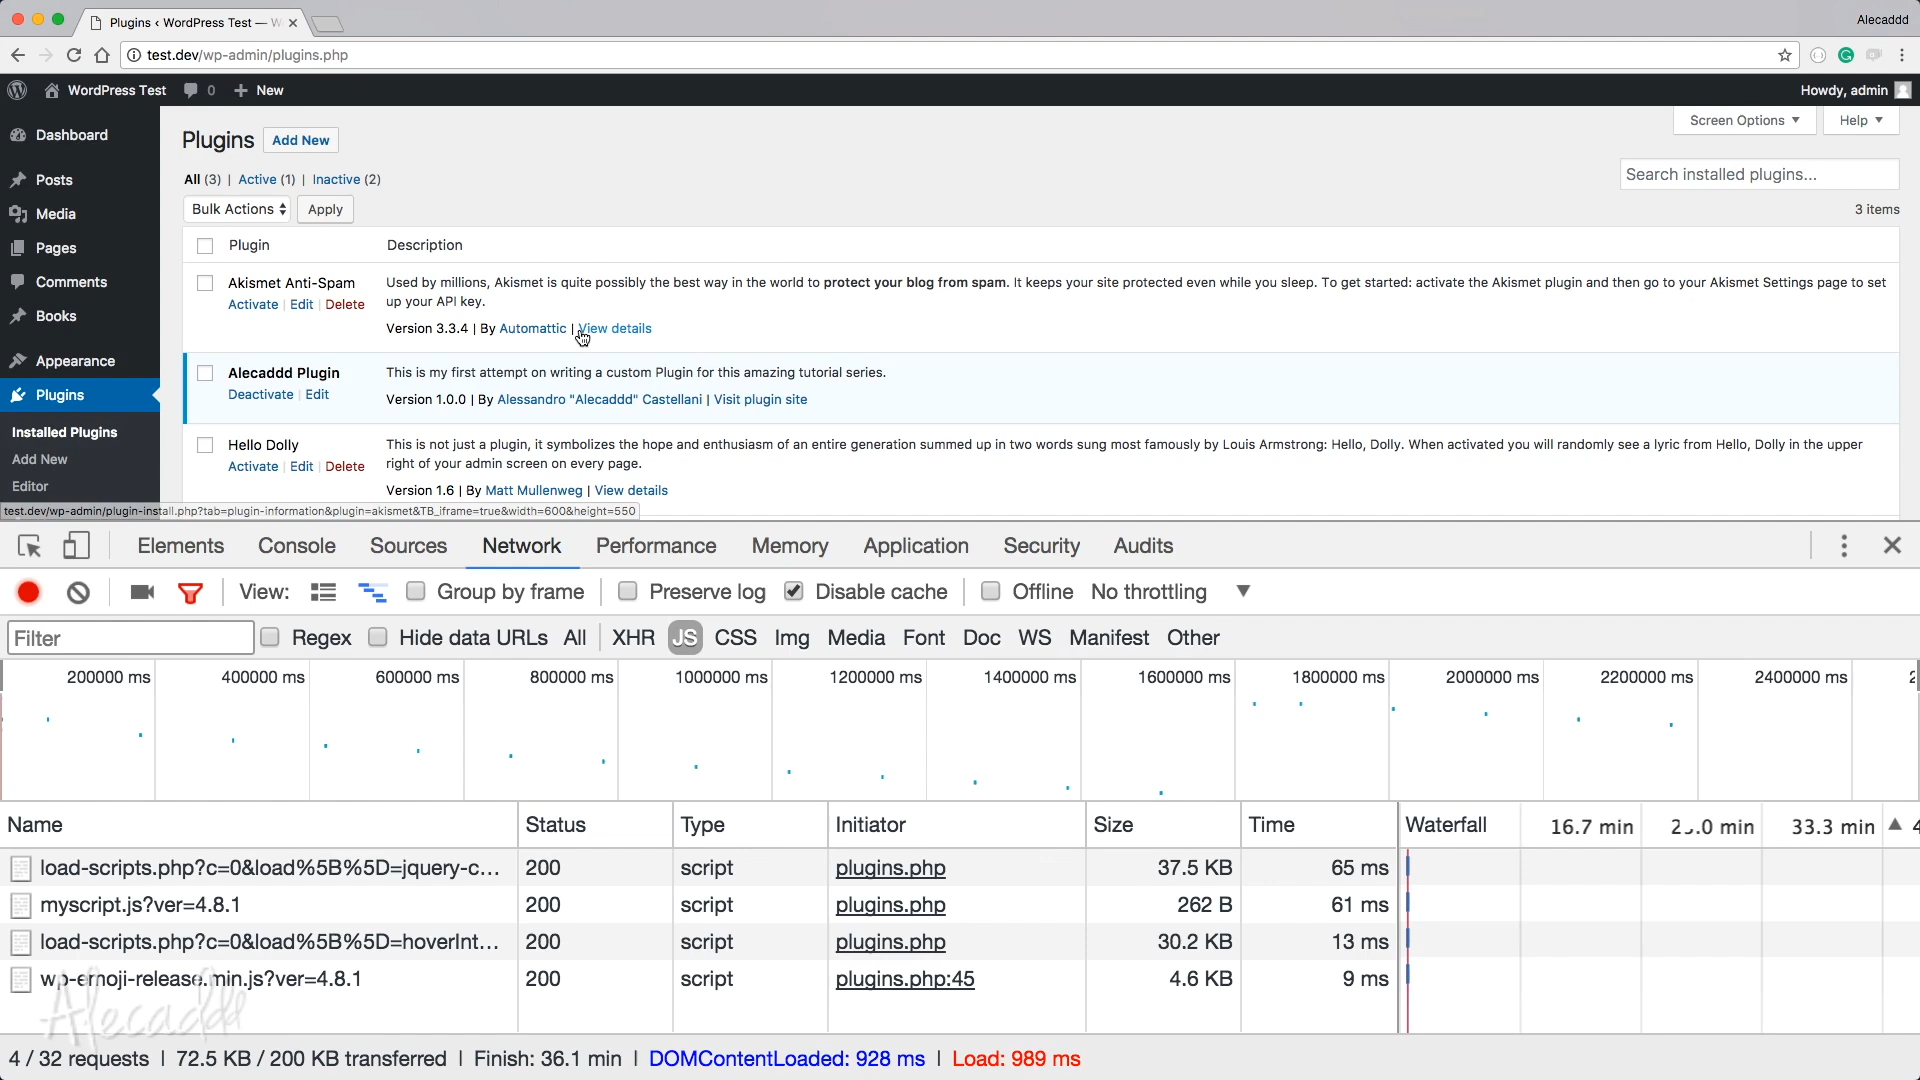 Plugins ‹ WordPress Test — W
Alecaddd
test.dev/wp-admin/plugins.php
WordPress Test 0 New
Howdy, admin
Dashboard
Posts
Media
Pages
Comments
Books
Appearance
Plugins
Installed Plugins
Add New
Editor
Plugins Add New
Screen Options Help
All (3) | Active (1) | Inactive (2)
Search installed plugins...
Bulk Actions Apply
3 items
Plugin Description
Akismet Anti-Spam
Activate | Edit | Delete
Used by millions, Akismet is quite possibly the best way in the world to protect your blog from spam. It keeps your site protected even while you sleep. To get started: activate the Akismet plugin and then go to your Akismet Settings page to set
up your API key.
Version 3.3.4 | By Automattic | View details
Alecaddd Plugin
Deactivate | Edit
This is my first attempt on writing a custom Plugin for this amazing tutorial series.
Version 1.0.0 | By Alessandro "Alecaddd" Castellani | Visit plugin site
Hello Dolly
Activate | Edit | Delete
This is not just a plugin, it symbolizes the hope and enthusiasm of an entire generation summed up in two words sung most famously by Louis Armstrong: Hello, Dolly. When activated you will randomly see a lyric from Hello, Dolly in the upper
right of your admin screen on every page.
Version 1.6 | By Matt Mullenweg | View details
test.dev/wp-admin/plugin-install.php?tab=plugin-information&plugin=akismet&TB_iframe=true&width=600&height=550
Elements Console Sources Network Performance Memory Application Security Audits
View: Group by frame Preserve log Disable cache Offline No throttling
Filter Regex Hide data URLs All XHR JS CSS Img Media Font Doc WS Manifest Other
200000 ms 400000 ms 600000 ms 800000 ms 1000000 ms 1200000 ms 1400000 ms 1600000 ms 1800000 ms 2000000 ms 2200000 ms 2400000 ms
Name Status Type Initiator Size Time Waterfall 16.7 min 25.0 min 33.3 min
load-scripts.php?c=0&load%5B%5D=jquery-c... 200 script plugins.php 37.5 KB 65 ms
myscript.js?ver=4.8.1 200 script plugins.php 262 B 61 ms
load-scripts.php?c=0&load%5B%5D=hoverInt... 200 script plugins.php 30.2 KB 13 ms
wp-emoji-release.min.js?ver=4.8.1 200 script plugins.php:45 4.6 KB 9 ms
Alecaddd
4 / 32 requests | 72.5 KB / 200 KB transferred | Finish: 36.1 min | DOMContentLoaded: 928 ms | Load: 989 ms